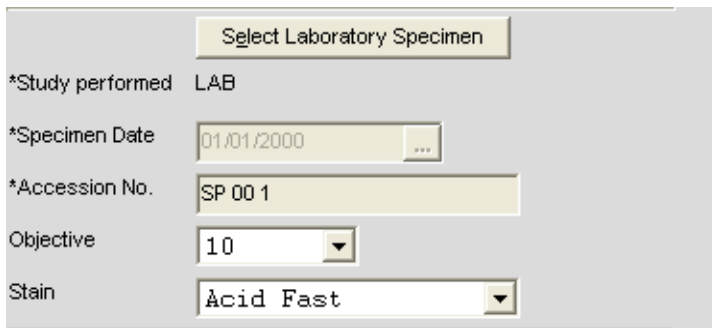 Select Laboratory Specimen
*Study performed LAB
*Specimen Date 01/01/2000 ...
*Accession No. SP 00 1
Objective 10
Stain Acid Fast